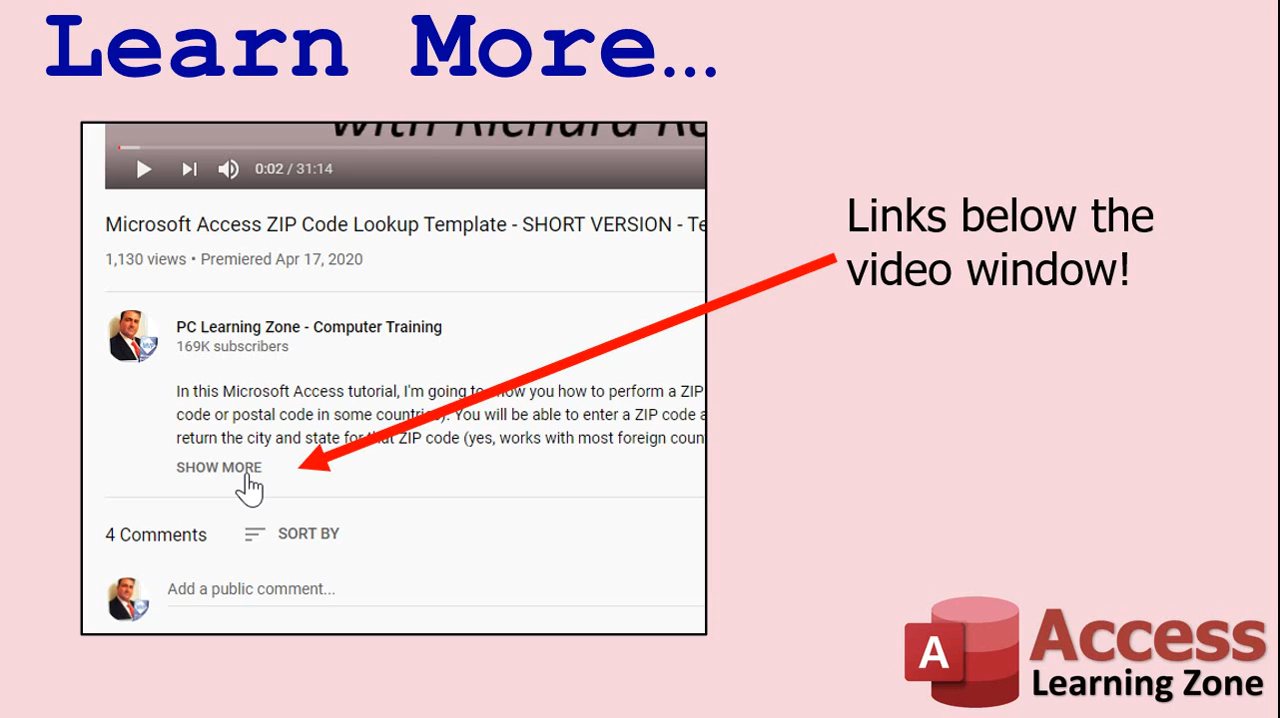 Learn More...
with Richard
0:02 / 31:14
Microsoft Access ZIP Code Lookup Template - SHORT VERSION - Te
1,130 views • Premiered Apr 17, 2020
Links below the
video window!
PC Learning Zone - Computer Training
169K subscribers
In this Microsoft Access tutorial, I'm going to show you how to perform a ZIP
code or postal code in some countries). You will be able to enter a ZIP code a
return the city and state for that ZIP code (yes, works with most foreign coun
SHOW MORE
4 Comments SORT BY
Add a public comment...
A
Access
Learning Zone